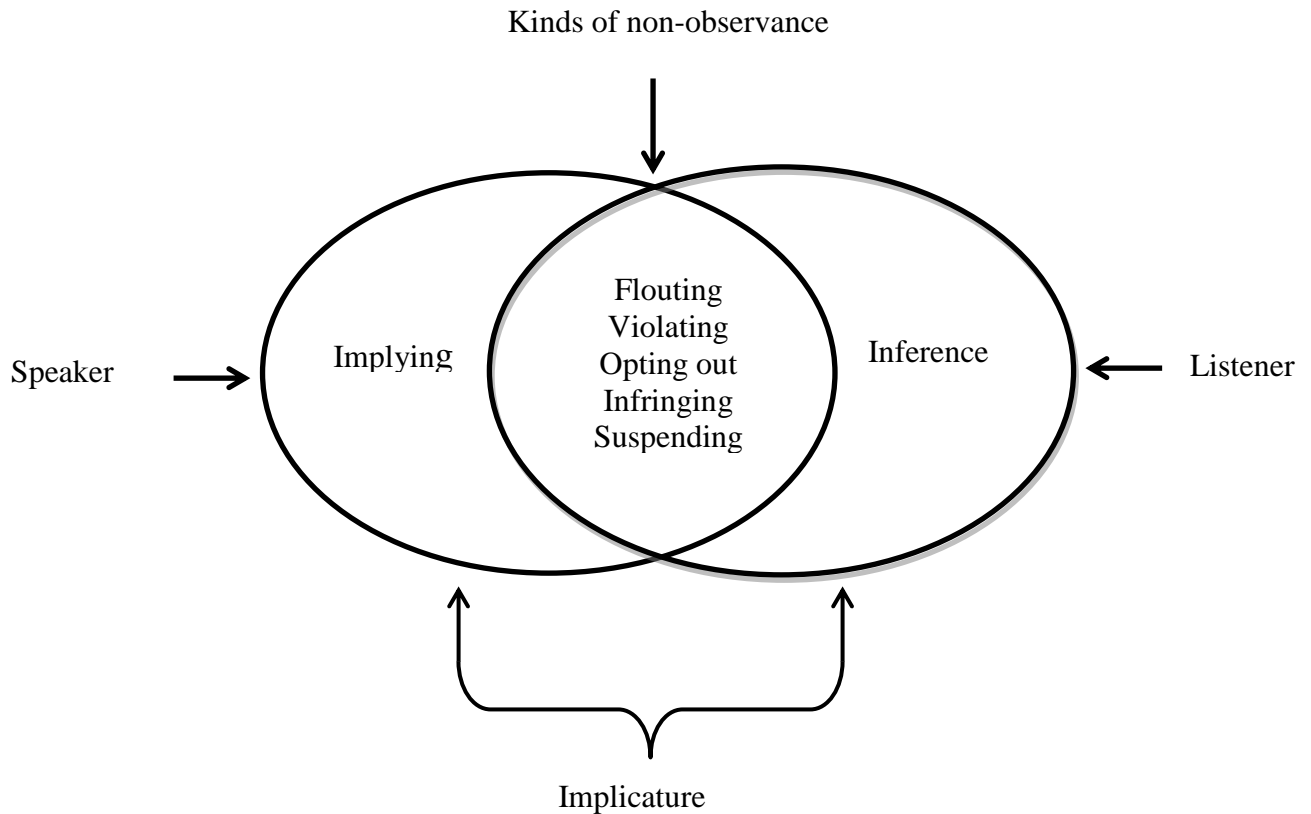 Kinds of non-observance
Flouting
Violating
Opting out
Infringing
Suspending
Implying
Inference
Speaker
Listener
Implicature